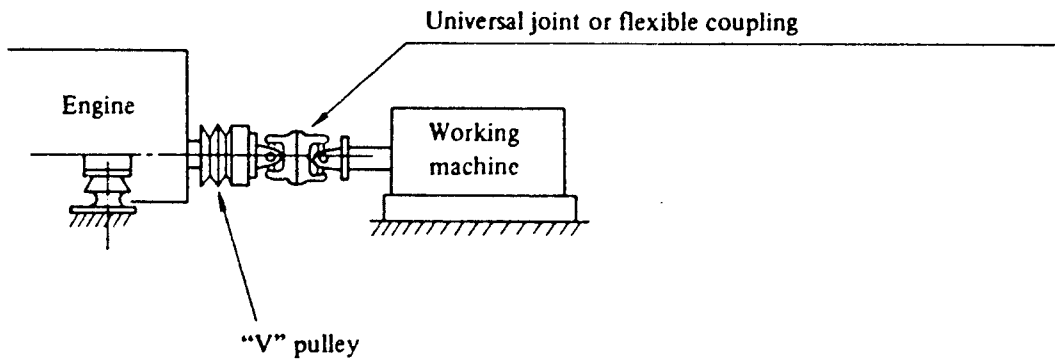 Universal joint or flexible coupling
Engine
Working
machine
“V” pulley